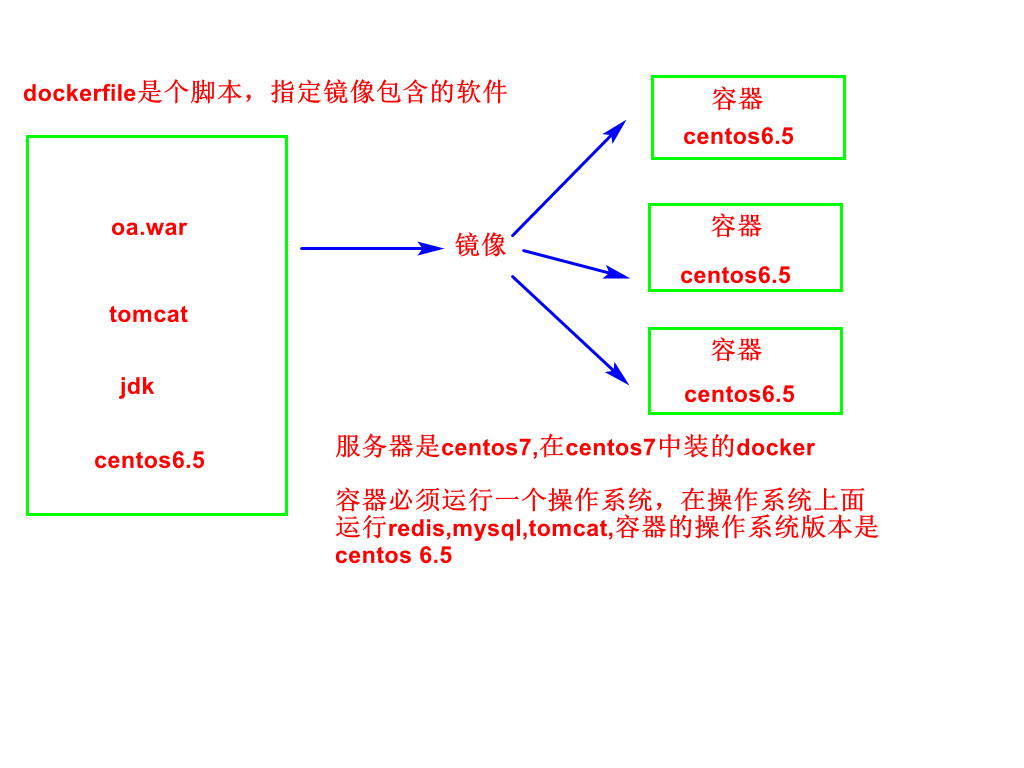 dockerfile是个脚本，指定镜像包含的软件
oa.war
tomcat
jdk
centos6.5
镜像
容器
centos6.5
容器
centos6.5
容器
centos6.5
服务器是centos7,在centos7中装的docker
容器必须运行一个操作系统，在操作系统上面
运行redis,mysql,tomcat,容器的操作系统版本是
centos 6.5